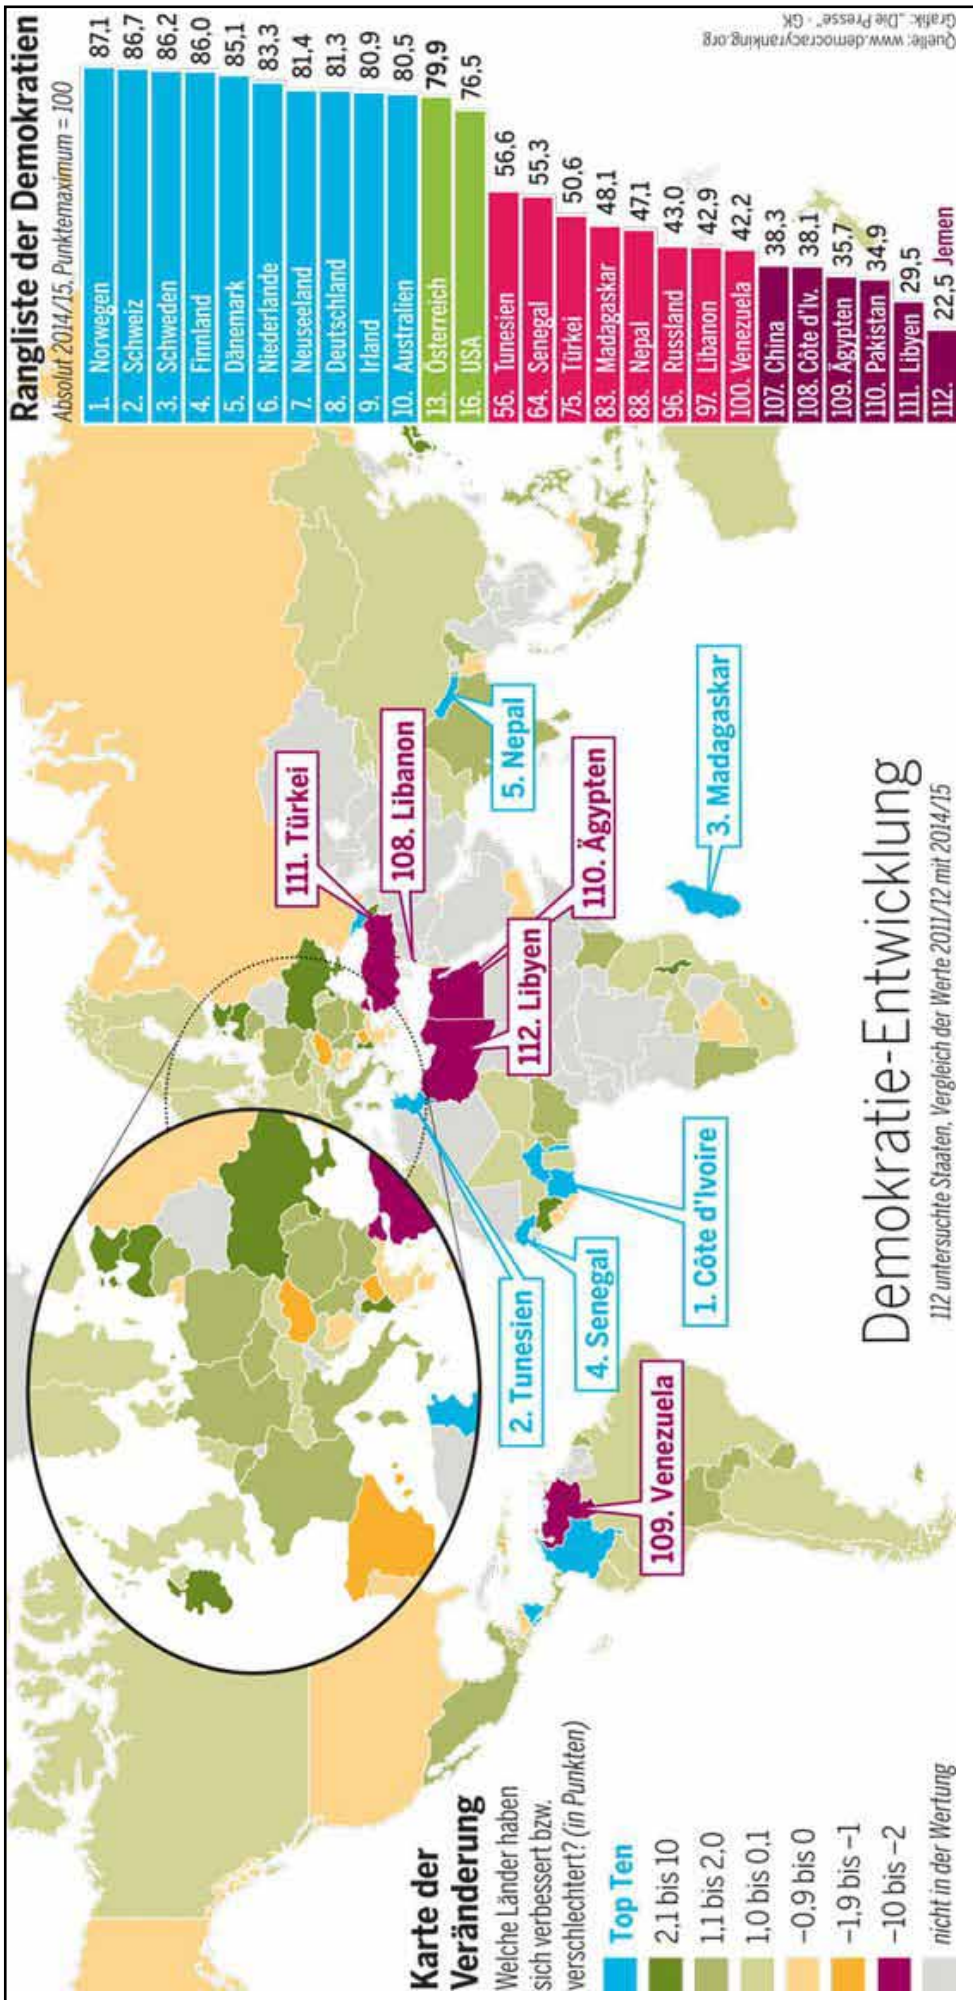 Rangliste der Demokratien
Absolut 2014/15, Punktemaximum = 100
1. Norwegen 87,1
2. Schweiz 86,7
3. Schweden 86,2
4. Finnland 86,0
5. Dänemark 85,1
6. Niederlande 83,3
7. Neuseeland 81,4
8. Deutschland 81,3
9. Irland 80,9
10. Australien 80,5
13. Österreich 79,9
16. USA 76,5
56. Tunesien 56,6
64. Senegal 55,3
75. Türkei 50,6
83. Madagaskar 48,1
88. Nepal 47,1
96. Russland 43,0
97. Libanon 42,9
100. Venezuela 42,2
107. China 38,3
108. Côte d'Iv. 38,1
109. Ägypten 35,7
110. Pakistan 34,9
111. Libyen 29,5
112. 22,5 Jemen
Quelle: www.democracyranking.org
Grafik: „Die Presse" · GK
111. Türkei
108. Libanon
5. Nepal
110. Ägypten
112. Libyen
3. Madagaskar
2. Tunesien
4. Senegal
1. Côte d'Ivoire
109. Venezuela
Demokratie-Entwicklung
112 untersuchte Staaten, Vergleich der Werte 2011/12 mit 2014/15
Karte der
Veränderung
Welche Länder haben
sich verbessert bzw.
verschlechtert? (in Punkten)
Top Ten
2,1 bis 10
1,1 bis 2,0
1,0 bis 0,1
−0,9 bis 0
−1,9 bis −1
−10 bis −2
nicht in der Wertung